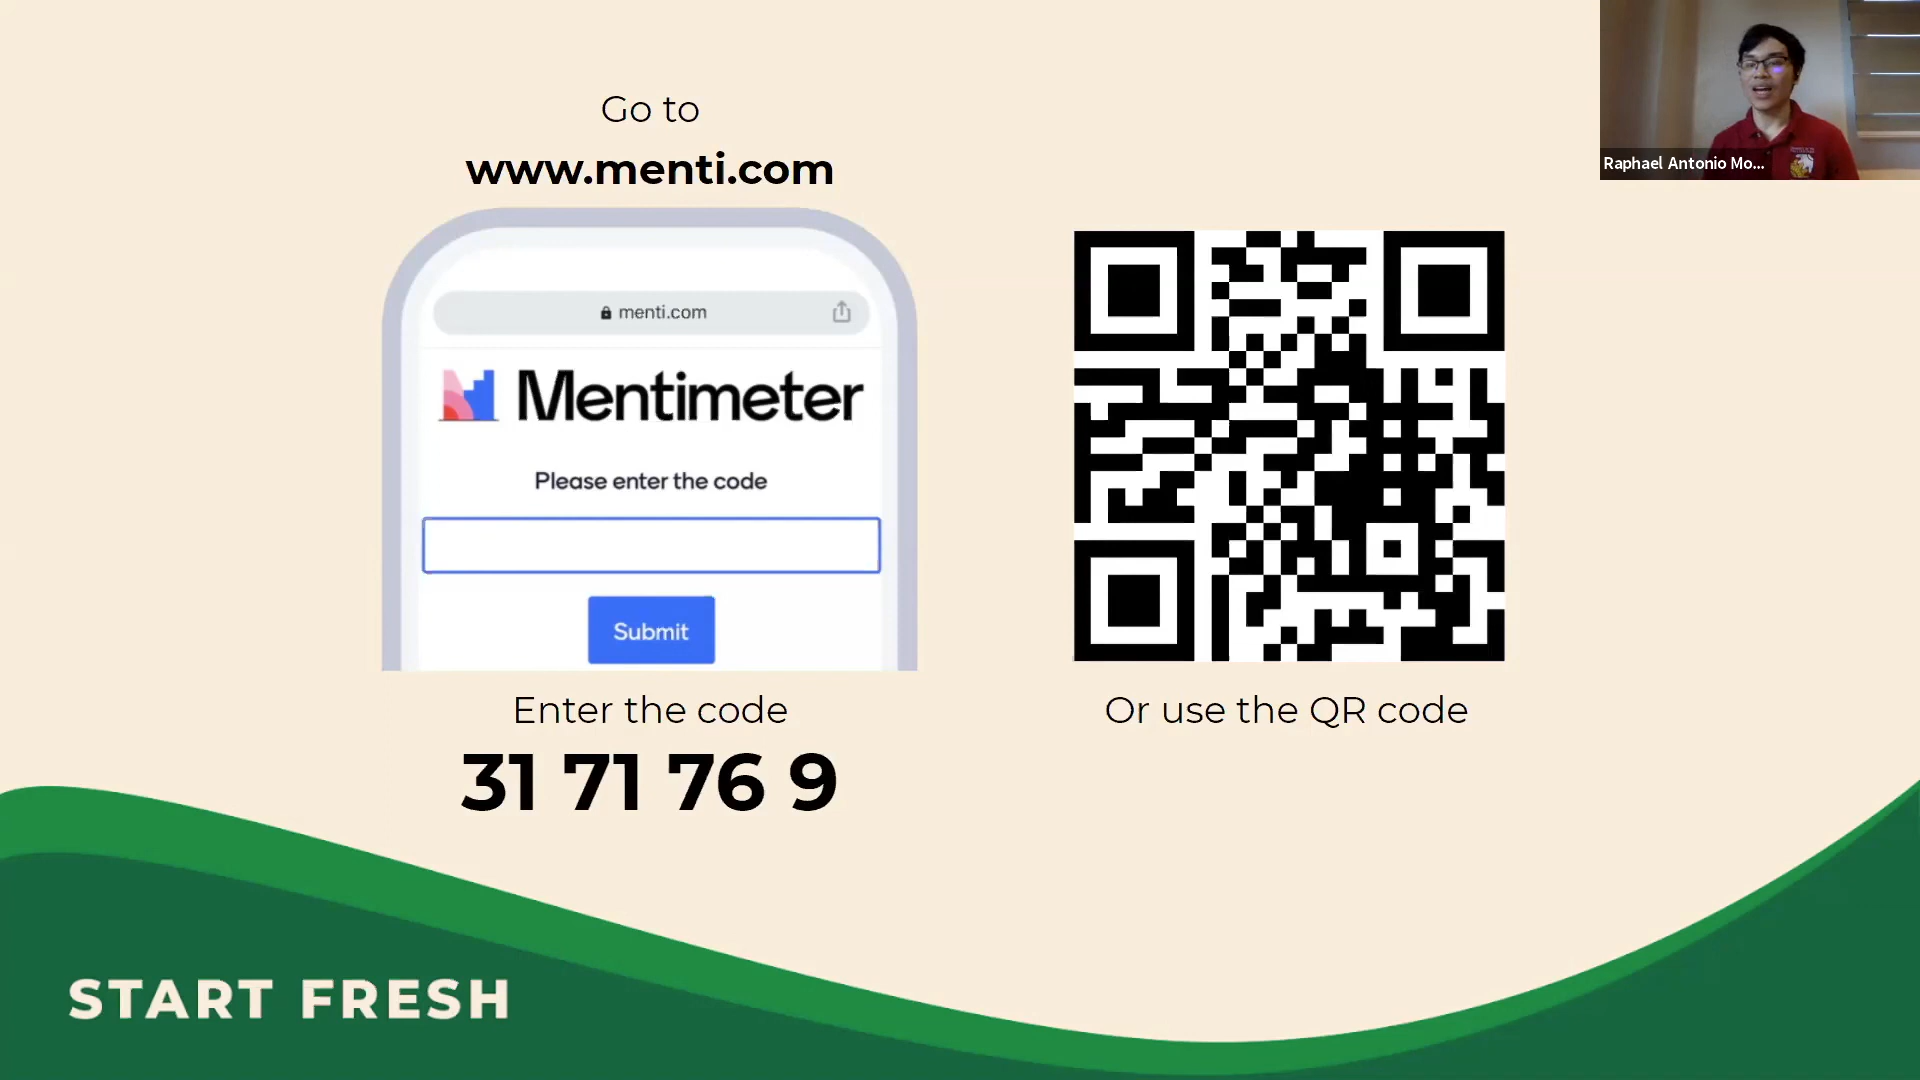 Go to
www.menti.com
menti.com
Mentimeter
Please enter the code
Submit
Enter the code
31 71 76 9
Or use the QR code
START FRESH
Raphael Antonio Mo...